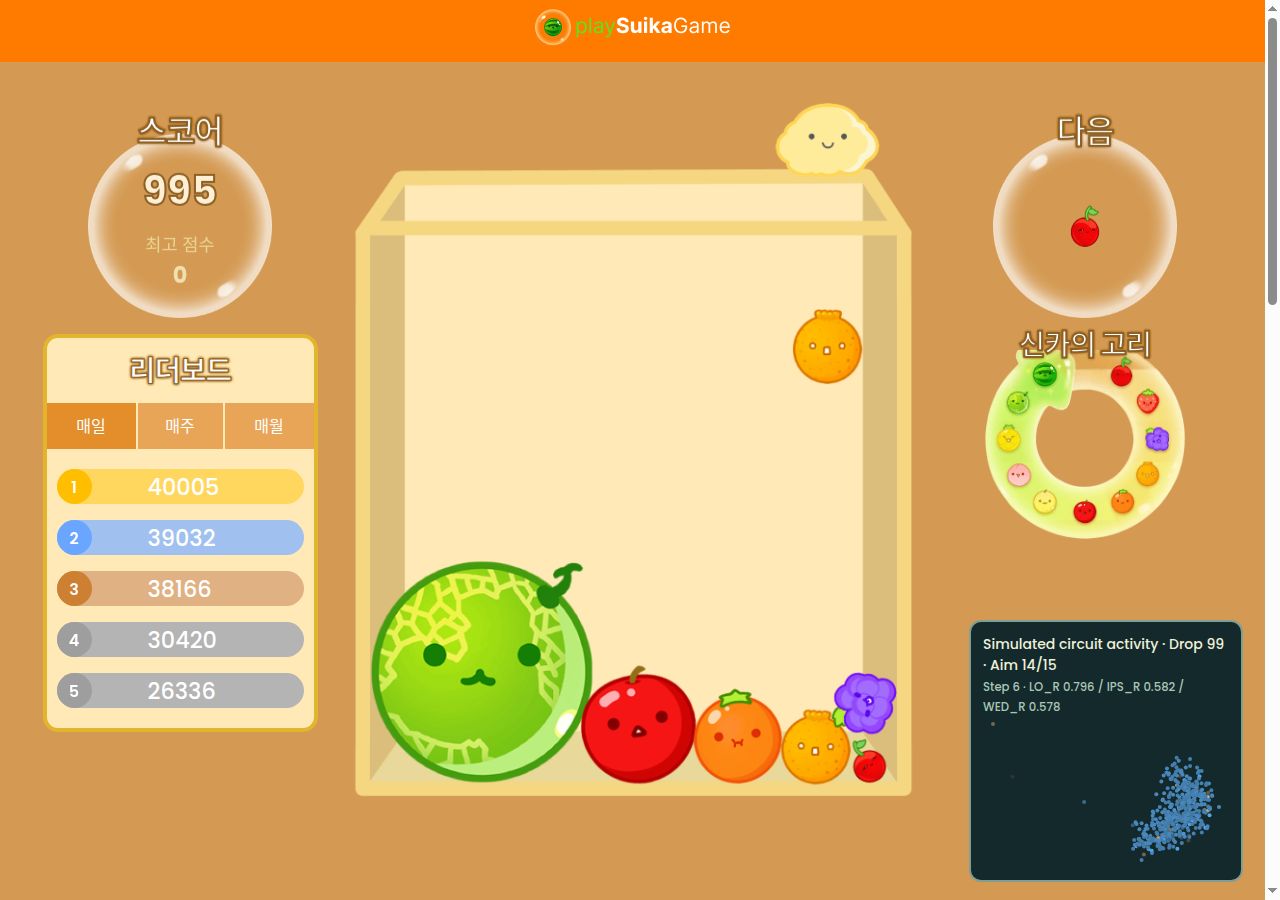 playSuikaGame
스코어
995
최고 점수
0
다음
신카의 고리
리더보드
매일 매주 매월
1 40005
2 39032
3 38166
4 30420
5 26336
Simulated circuit activity · Drop 99
· Aim 14/15
Step 6 · LO_R 0.796 / IPS_R 0.582 /
WED_R 0.578